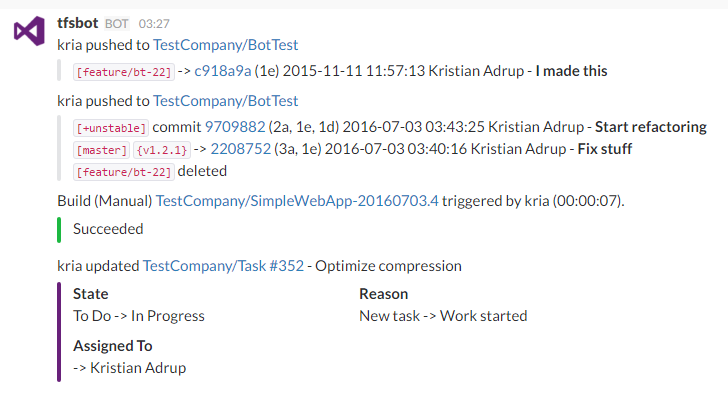 tfsbot BOT 03:27
kria pushed to TestCompany/BotTest
[feature/bt-22] -> c918a9a (1e) 2015-11-11 11:57:13 Kristian Adrup - I made this
kria pushed to TestCompany/BotTest
[+unstable] commit 9709882 (2a, 1e, 1d) 2016-07-03 03:43:25 Kristian Adrup - Start refactoring
[master] {v1.2.1} -> 2208752 (3a, 1e) 2016-07-03 03:40:16 Kristian Adrup - Fix stuff
[feature/bt-22] deleted
Build (Manual) TestCompany/SimpleWebApp-20160703.4 triggered by kria (00:00:07).
Succeeded
kria updated TestCompany/Task #352 - Optimize compression
State Reason
To Do -> In Progress New task -> Work started
Assigned To
-> Kristian Adrup